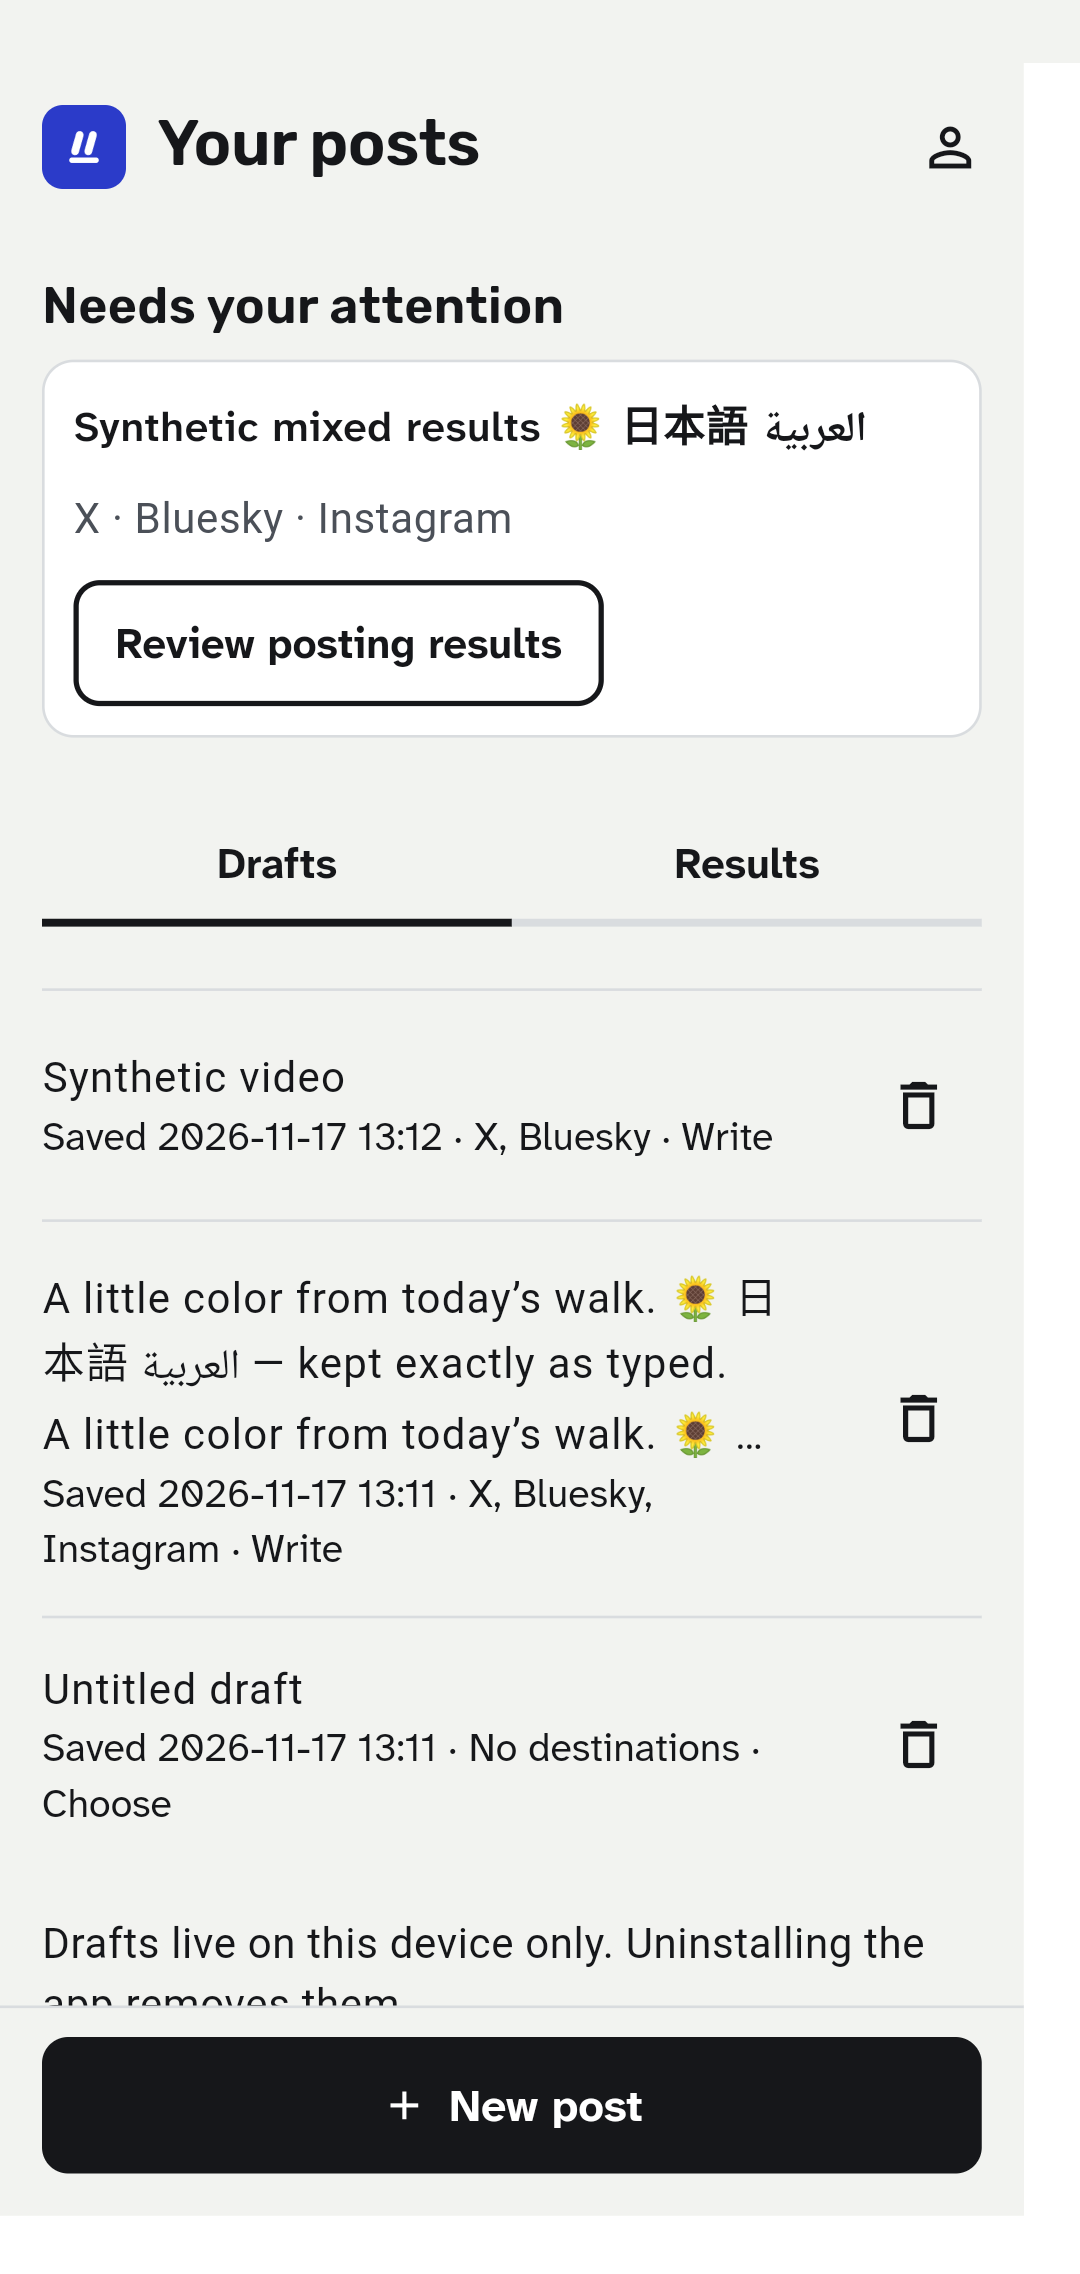 Your posts
Needs your attention
Synthetic mixed results 🌻 日本語 العربية
X · Bluesky · Instagram
Review posting results
Drafts
Results
Synthetic video
Saved 2026-11-17 13:12 · X, Bluesky · Write
A little color from today’s walk. 🌻 日
本語 العربية — kept exactly as typed.
A little color from today’s walk. 🌻 …
Saved 2026-11-17 13:11 · X, Bluesky,
Instagram · Write
Untitled draft
Saved 2026-11-17 13:11 · No destinations ·
Choose
Drafts live on this device only. Uninstalling the
app removes them
+ New post